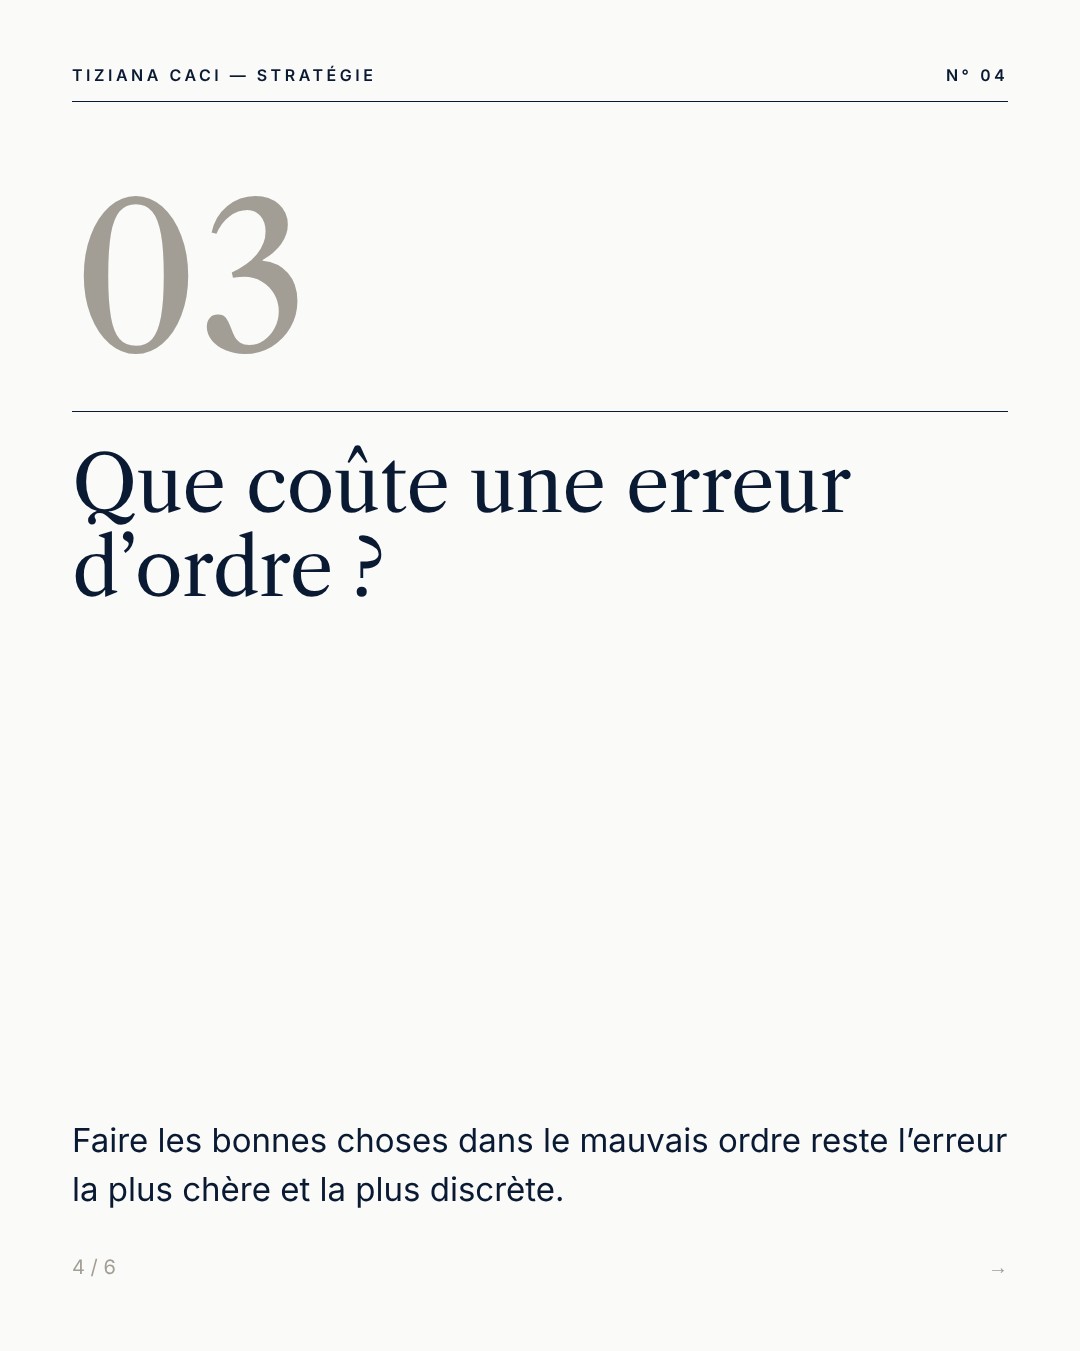 TIZIANA CACI — STRATÉGIE
N° 04
03
Que coûte une erreur
d’ordre ?
Faire les bonnes choses dans le mauvais ordre reste l’erreur
la plus chère et la plus discrète.
4 / 6
→